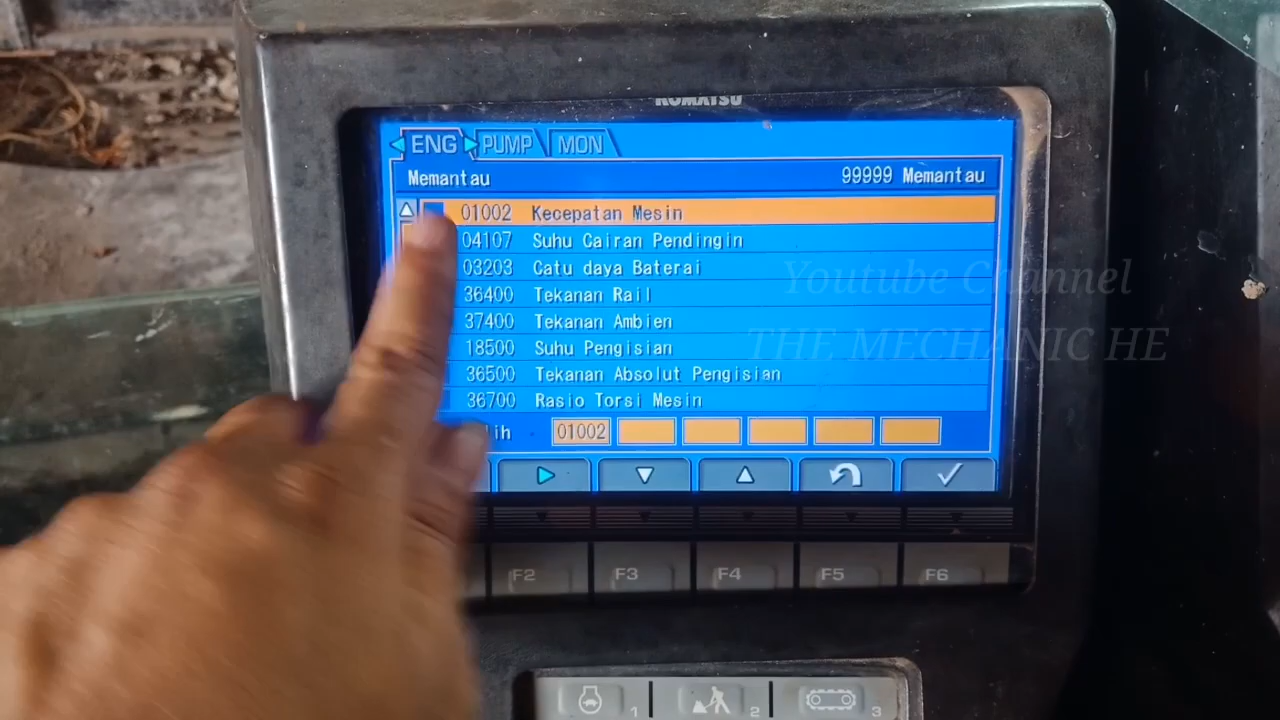 KOMATSU
ENG PUMP MON
Memantau 99999 Memantau
01002 Kecepatan Mesin
04107 Suhu Cairan Pendingin
03203 Catu daya Baterai
36400 Tekanan Rail
37400 Tekanan Ambien
18500 Suhu Pengisian
36500 Tekanan Absolut Pengisian
36700 Rasio Torsi Mesin
01002
F2 F3 F4 F5 F6
1 2 3
Youtube Channel
THE MECHANIC HE